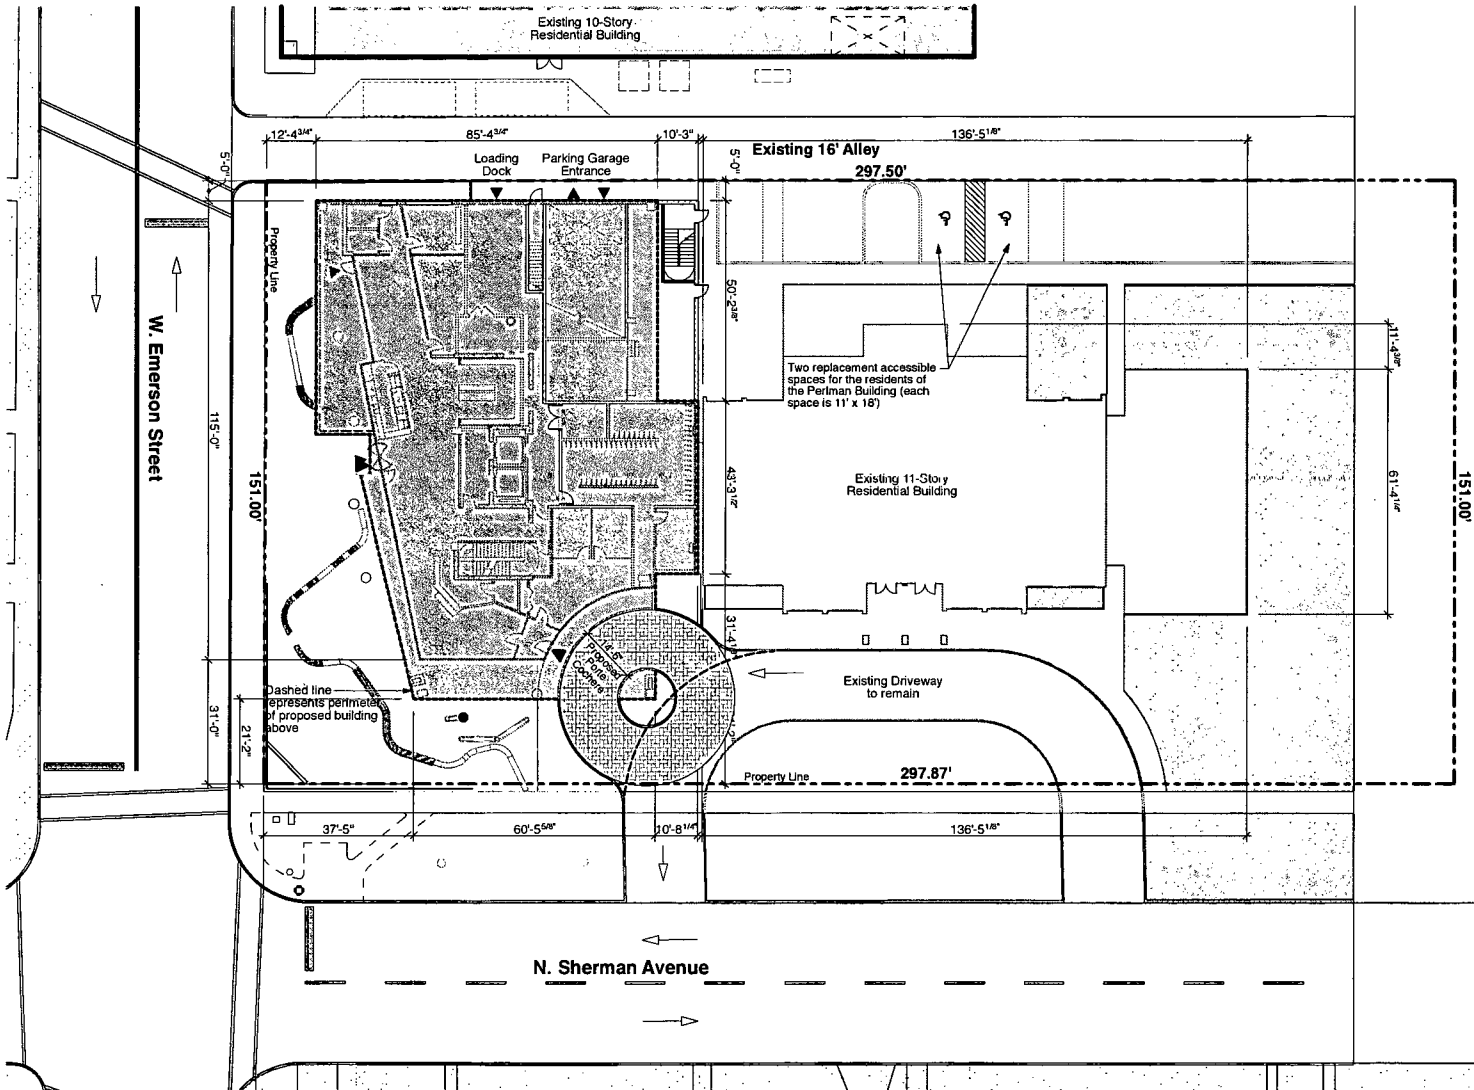 Existing 10-Story
Residential Building
12'-4 3/4"
85'-4 3/4"
10'-3"
136'-5 1/8"
Existing 16' Alley
297.50'
5'-0"
5'-0"
Loading
Dock
Parking Garage
Entrance
Property Line
50'-2 3/8"
11'-4 3/8"
Two replacement accessible
spaces for the residents of
the Perlman Building (each
space is 11' x 18')
W. Emerson Street
115'-0"
151.00'
43'-3 1/2"
Existing 11-Story
Residential Building
61'-4 1/4"
151.00'
14'-6"
Proposed
Porte
Cochere
Existing Driveway
to remain
Dashed line
represents perimeter
of proposed building
above
31'-0"
21'-2"
Property Line
297.87'
37'-5"
60'-5 5/8"
10'-8 1/4"
136'-5 1/8"
N. Sherman Avenue